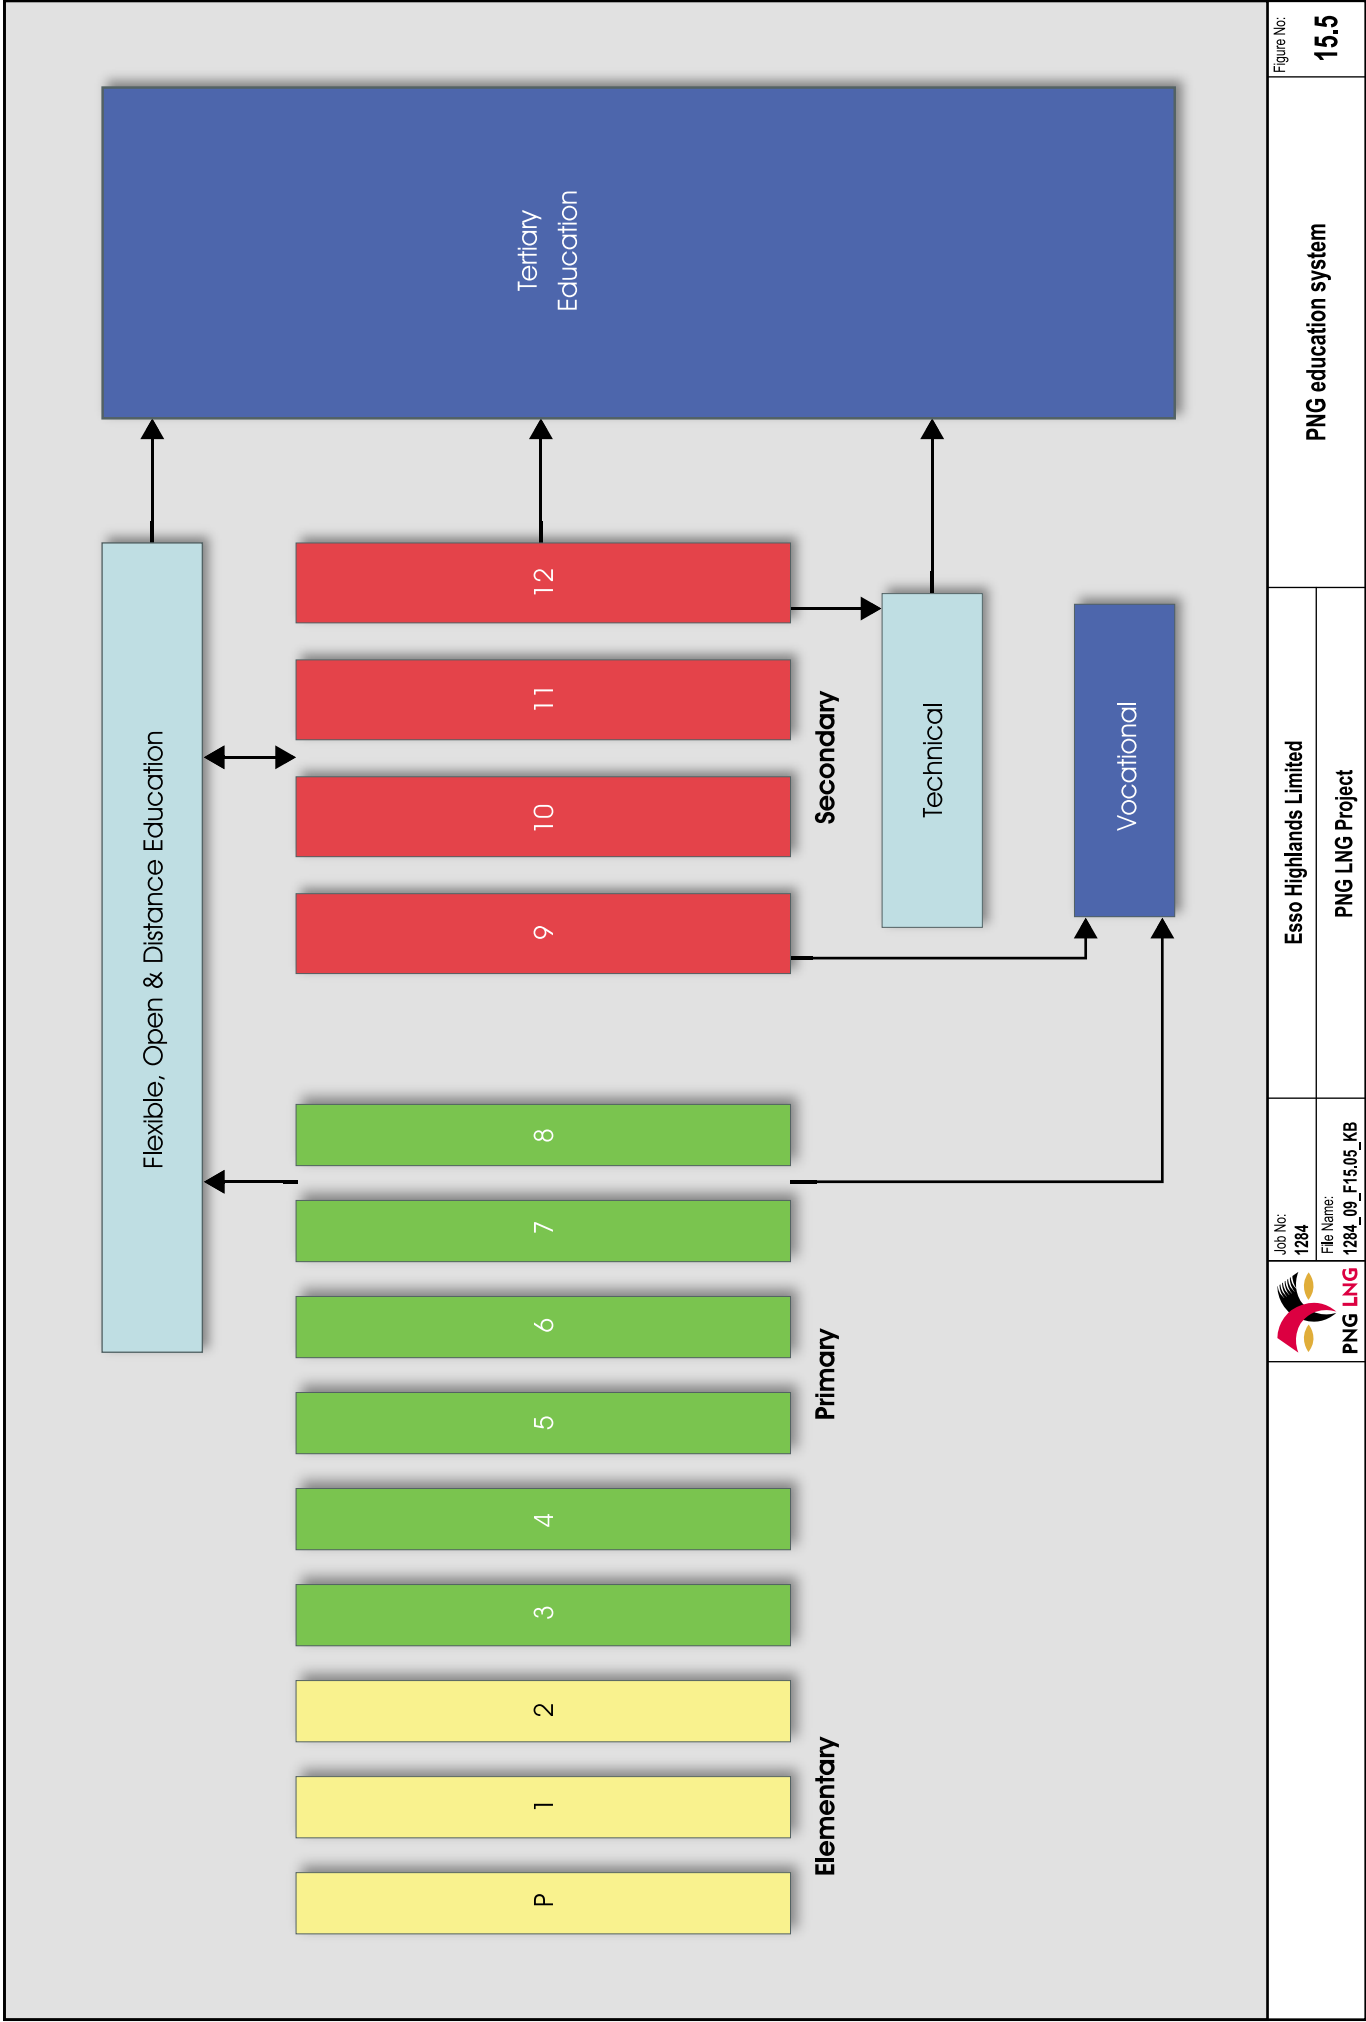 Flexible, Open & Distance Education
P
1
2
3
4
5
6
7
8
9
10
11
12
Tertiary
Education
Elementary
Primary
Secondary
Technical
Vocational
PNG LNG
Job No:
1284
File Name:
1284_09_F15.05_KB
Esso Highlands Limited
PNG LNG Project
PNG education system
Figure No:
15.5